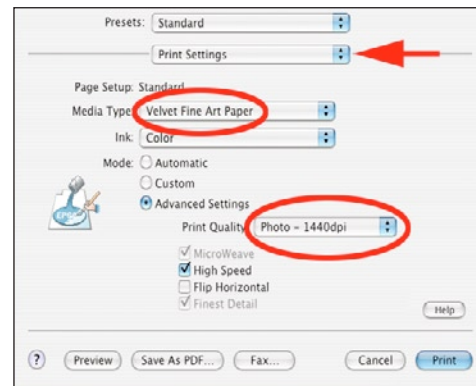 Presets: Standard
Print Settings
Page Setup: Standard
Media Type: Velvet Fine Art Paper
Ink: Color
Mode: Automatic
Custom
Advanced Settings
Print Quality: Photo – 1440dpi
MicroWeave
High Speed
Flip Horizontal
Finest Detail
Help
? Preview Save As PDF... Fax... Cancel Print